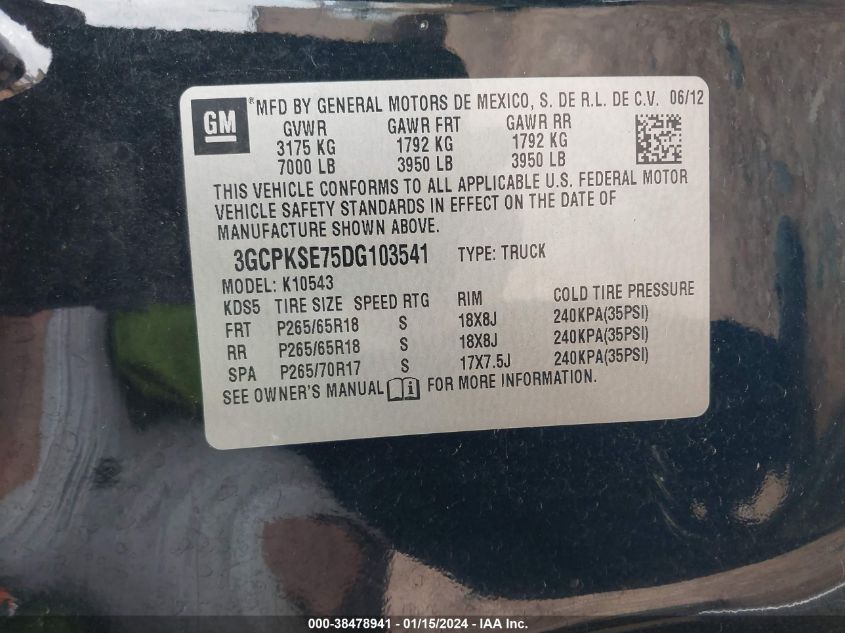 GM ® MFD BY GENERAL MOTORS DE MEXICO, S. DE R.L. DE C.V. 06/12
GVWR GAWR FRT GAWR RR
3175 KG 1792 KG 1792 KG
7000 LB 3950 LB 3950 LB
THIS VEHICLE CONFORMS TO ALL APPLICABLE U.S. FEDERAL MOTOR
VEHICLE SAFETY STANDARDS IN EFFECT ON THE DATE OF
MANUFACTURE SHOWN ABOVE.
3GCPKSE75DG103541 TYPE: TRUCK
MODEL: K10543
KDS5 TIRE SIZE SPEED RTG RIM COLD TIRE PRESSURE
FRT P265/65R18 S 18X8J 240KPA(35PSI)
RR P265/65R18 S 18X8J 240KPA(35PSI)
SPA P265/70R17 S 17X7.5J 240KPA(35PSI)
SEE OWNER'S MANUAL i FOR MORE INFORMATION.
000-38478941 - 01/15/2024 - IAA Inc.